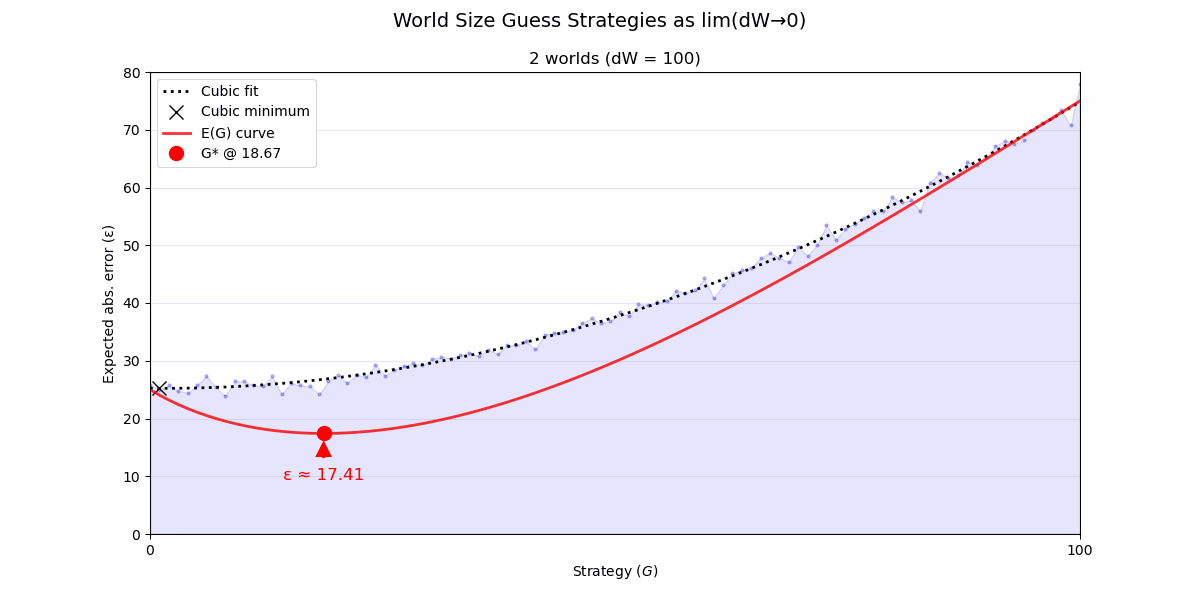 World Size Guess Strategies as lim(dW→0)
2 worlds (dW = 100)
Cubic fit
Cubic minimum
E(G) curve
G* @ 18.67
80
70
60
50
40
30
20
10
0
Expected abs. error (ε)
ε ≈ 17.41
0
100
Strategy (G)